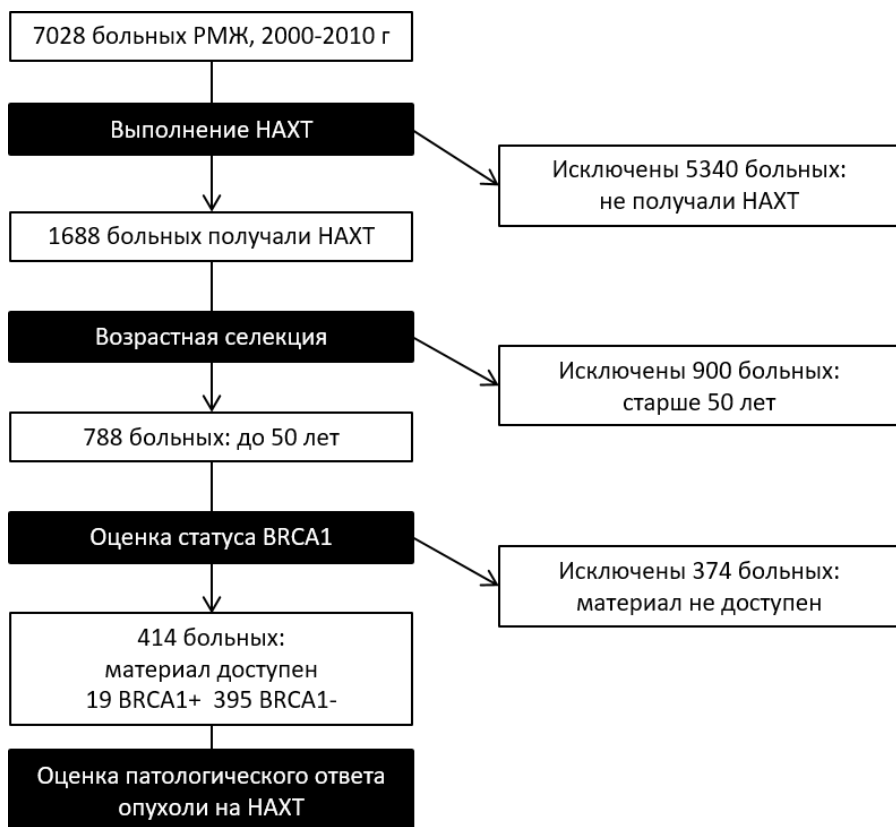 7028 больных РМЖ, 2000-2010 г
Выполнение НАХТ
Исключены 5340 больных:
не получали НАХТ
1688 больных получали НАХТ
Возрастная селекция
Исключены 900 больных:
старше 50 лет
788 больных: до 50 лет
Оценка статуса BRCA1
Исключены 374 больных:
материал не доступен
414 больных:
материал доступен
19 BRCA1+ 395 BRCA1-
Оценка патологического ответа
опухоли на НАХТ